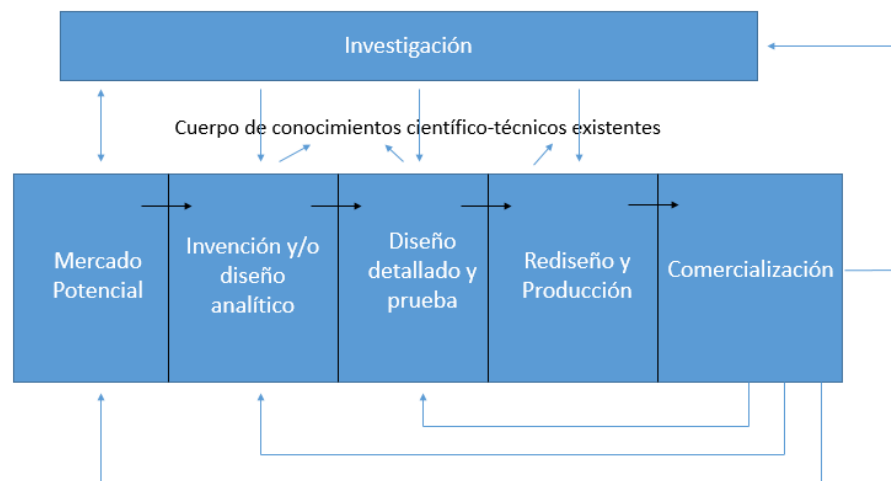 Investigación
Cuerpo de conocimientos científico-técnicos existentes
Mercado
Potencial
Invención y/o
diseño
analítico
Diseño
detallado y
prueba
Rediseño y
Producción
Comercialización